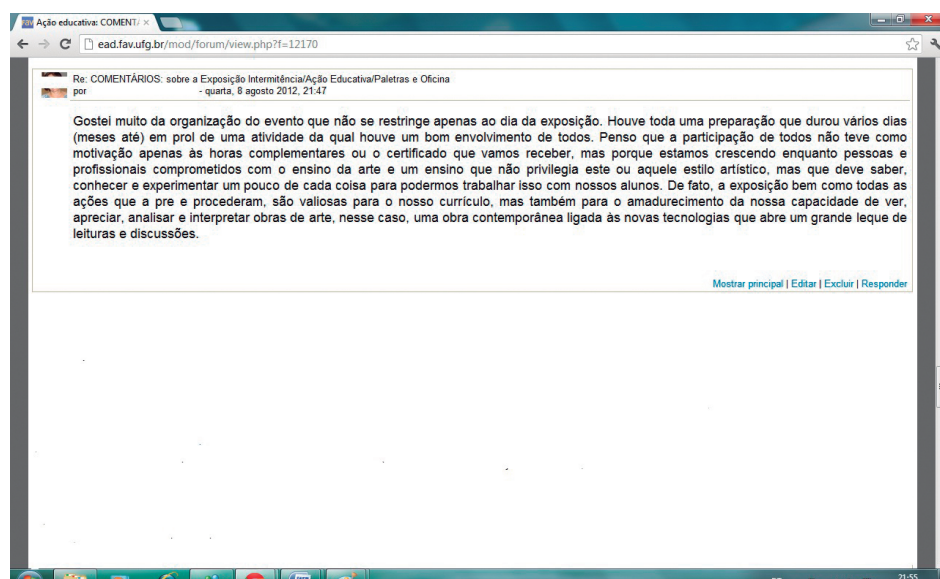 Ação educativa: COMENT
ead.fav.ufg.br/mod/forum/view.php?f=12170
Re: COMENTÁRIOS: sobre a Exposição Intermitência/Ação Educativa/Paletras e Oficina
por - quarta, 8 agosto 2012, 21:47
Gostei muito da organização do evento que não se restringe apenas ao dia da exposição. Houve toda uma preparação que durou vários dias
(meses até) em prol de uma atividade da qual houve um bom envolvimento de todos. Penso que a participação de todos não teve como
motivação apenas às horas complementares ou o certificado que vamos receber, mas porque estamos crescendo enquanto pessoas e
profissionais comprometidos com o ensino da arte e um ensino que não privilegia este ou aquele estilo artístico, mas que deve saber,
conhecer e experimentar um pouco de cada coisa para podermos trabalhar isso com nossos alunos. De fato, a exposição bem como todas as
ações que a pre e procederam, são valiosas para o nosso currículo, mas também para o amadurecimento da nossa capacidade de ver,
apreciar, analisar e interpretar obras de arte, nesse caso, uma obra contemporânea ligada às novas tecnologias que abre um grande leque de
leituras e discussões.
Mostrar principal | Editar | Excluir | Responder
21:55